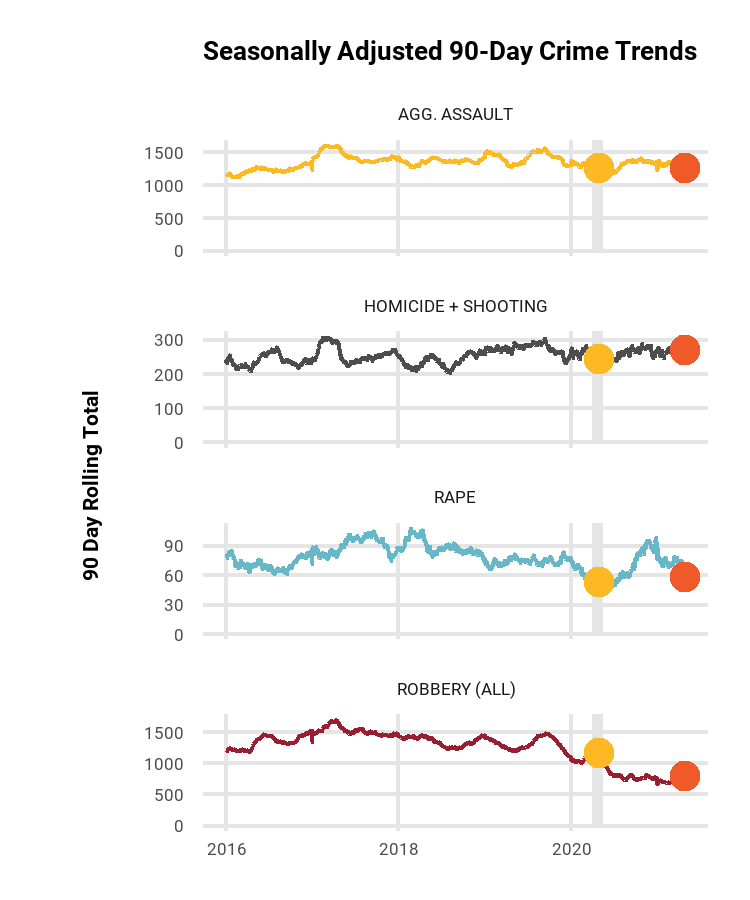 Seasonally Adjusted 90-Day Crime Trends
AGG. ASSAULT
1500
1000
500
0
HOMICIDE + SHOOTING
300
200
100
0
90 Day Rolling Total
RAPE
90
60
30
0
ROBBERY (ALL)
1500
1000
500
0
2016 2018 2020